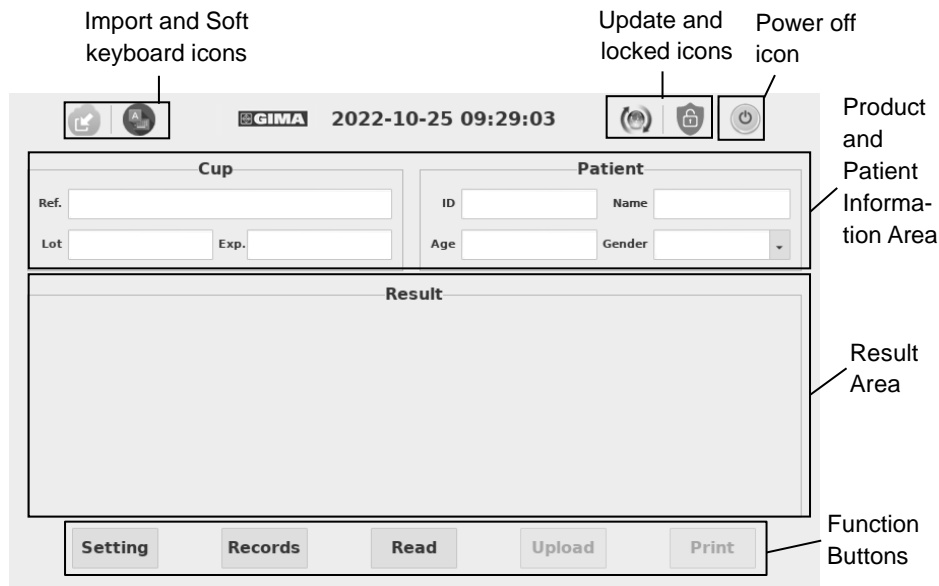 Import and Soft
keyboard icons
Update and
locked icons
Power off
icon
GIMA 2022-10-25 09:29:03
Product
and
Patient
Informa-
tion Area
Cup
Patient
Ref.
ID
Name
Lot
Exp.
Age
Gender
Result
Result
Area
Setting
Records
Read
Upload
Print
Function
Buttons